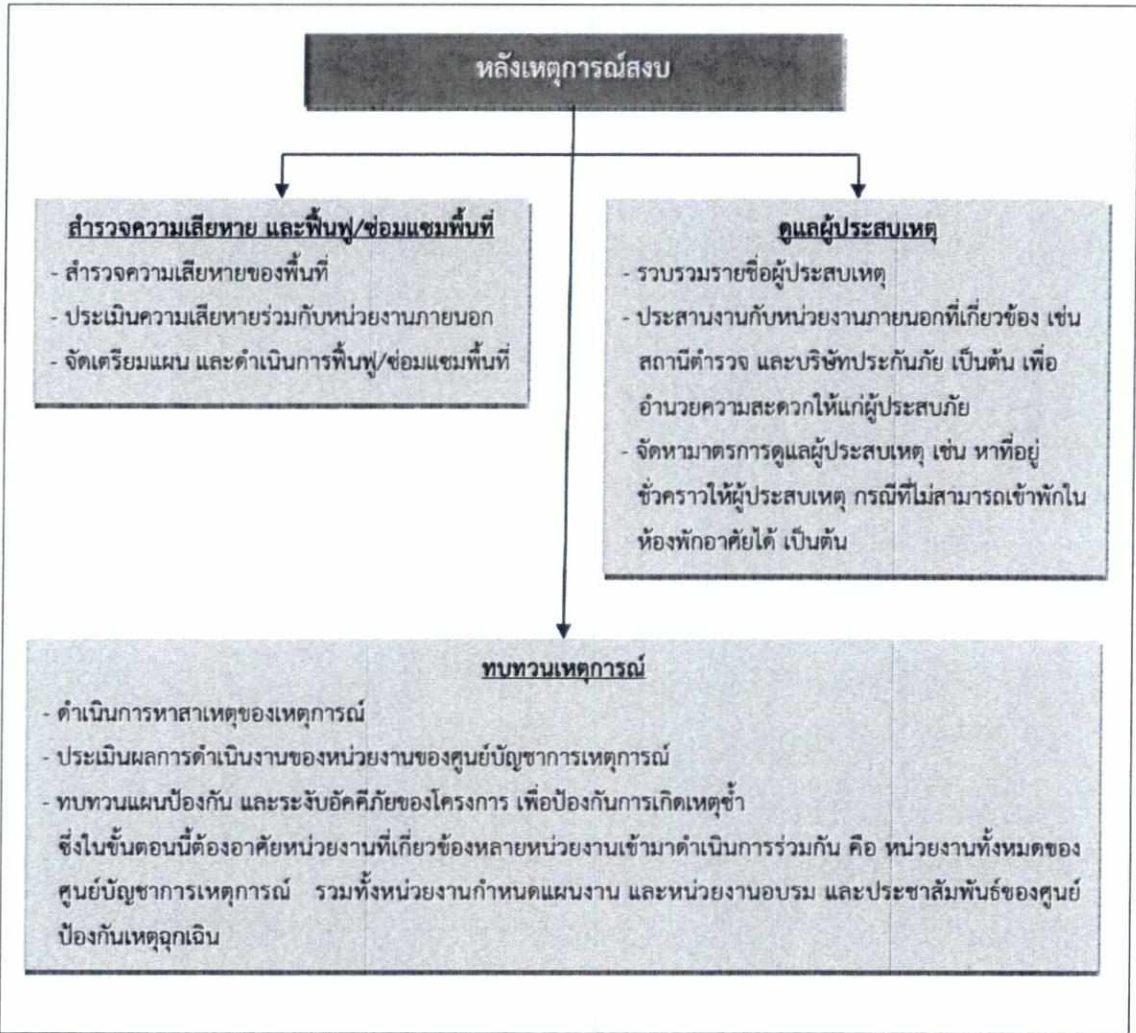 หลังเหตุการณ์สงบ
สำรวจความเสียหาย และฟื้นฟู/ซ่อมแซมพื้นที่
- สำรวจความเสียหายของพื้นที่
- ประเมินความเสียหายร่วมกับหน่วยงานภายนอก
- จัดเตรียมแผน และดำเนินการฟื้นฟู/ซ่อมแซมพื้นที่
ดูแลผู้ประสบเหตุ
- รวบรวมรายชื่อผู้ประสบเหตุ
- ประสานงานกับหน่วยงานภายนอกที่เกี่ยวข้อง เช่น
สถานีตำรวจ และบริษัทประกันภัย เป็นต้น เพื่อ
อำนวยความสะดวกให้แก่ผู้ประสบภัย
- จัดหามาตรการดูแลผู้ประสบเหตุ เช่น หาที่อยู่
ชั่วคราวให้ผู้ประสบเหตุ กรณีที่ไม่สามารถเข้าพักใน
ห้องพักอาศัยได้ เป็นต้น
ทบทวนเหตุการณ์
- ดำเนินการหาสาเหตุของเหตุการณ์
- ประเมินผลการดำเนินงานของหน่วยงานของศูนย์บัญชาการเหตุการณ์
- ทบทวนแผนป้องกัน และระงับอัคคีภัยของโครงการ เพื่อป้องกันการเกิดเหตุซ้ำ
ซึ่งในขั้นตอนนี้ต้องอาศัยหน่วยงานที่เกี่ยวข้องหลายหน่วยงานเข้ามาดำเนินการร่วมกัน คือ หน่วยงานทั้งหมดของ
ศูนย์บัญชาการเหตุการณ์ รวมทั้งหน่วยงานกำหนดแผนงาน และหน่วยงานอบรม และประชาสัมพันธ์ของศูนย์
ป้องกันเหตุฉุกเฉิน